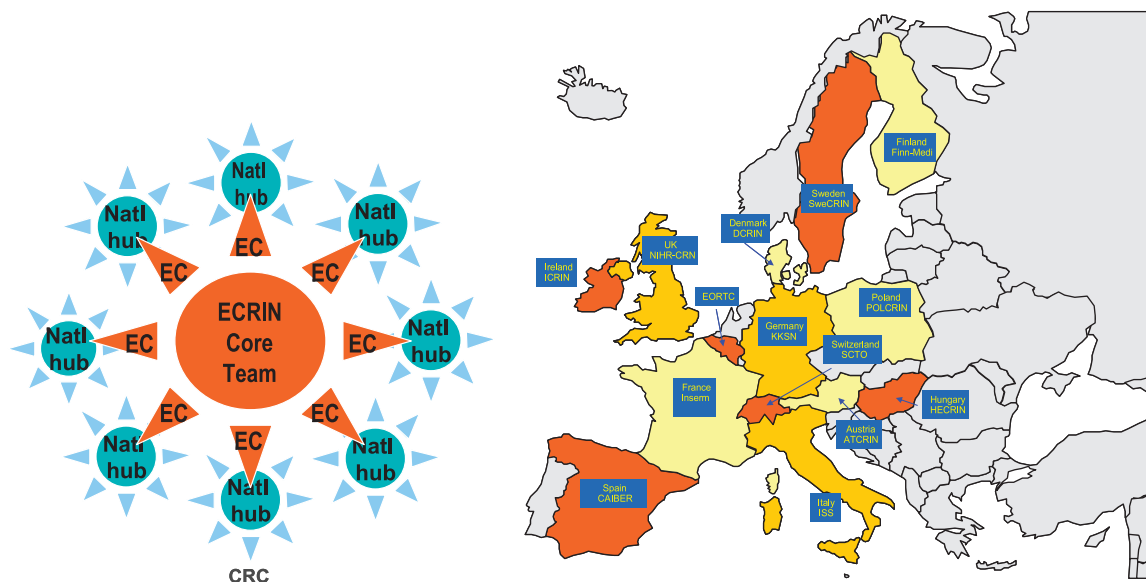 Natl
hub
Natl
hub
Natl
hub
EC
EC
EC
ECRIN
Core
Team
Natl
hub
EC
EC
Natl
hub
EC
EC
EC
Natl
hub
Natl
hub
Natl
hub
CRC
Finland
Finn-Medi
Sweden
SweCRIN
Denmark
DCRIN
UK
NIHR-CRN
Ireland
ICRIN
EORTC
Poland
POLCRIN
Germany
KKSN
Switzerland
SCTO
France
Inserm
Hungary
HECRIN
Austria
ATCRIN
Spain
CAIBER
Italy
ISS